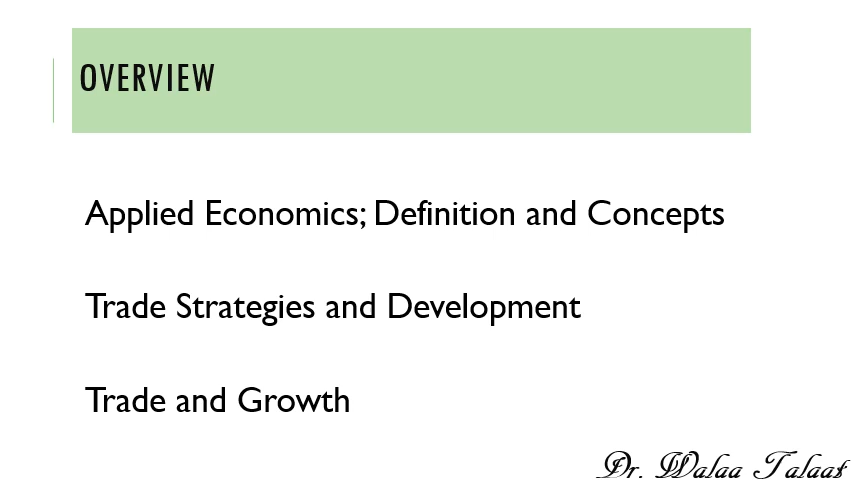 OVERVIEW
Applied Economics; Definition and Concepts
Trade Strategies and Development
Trade and Growth
Dr. Walaa Talaat